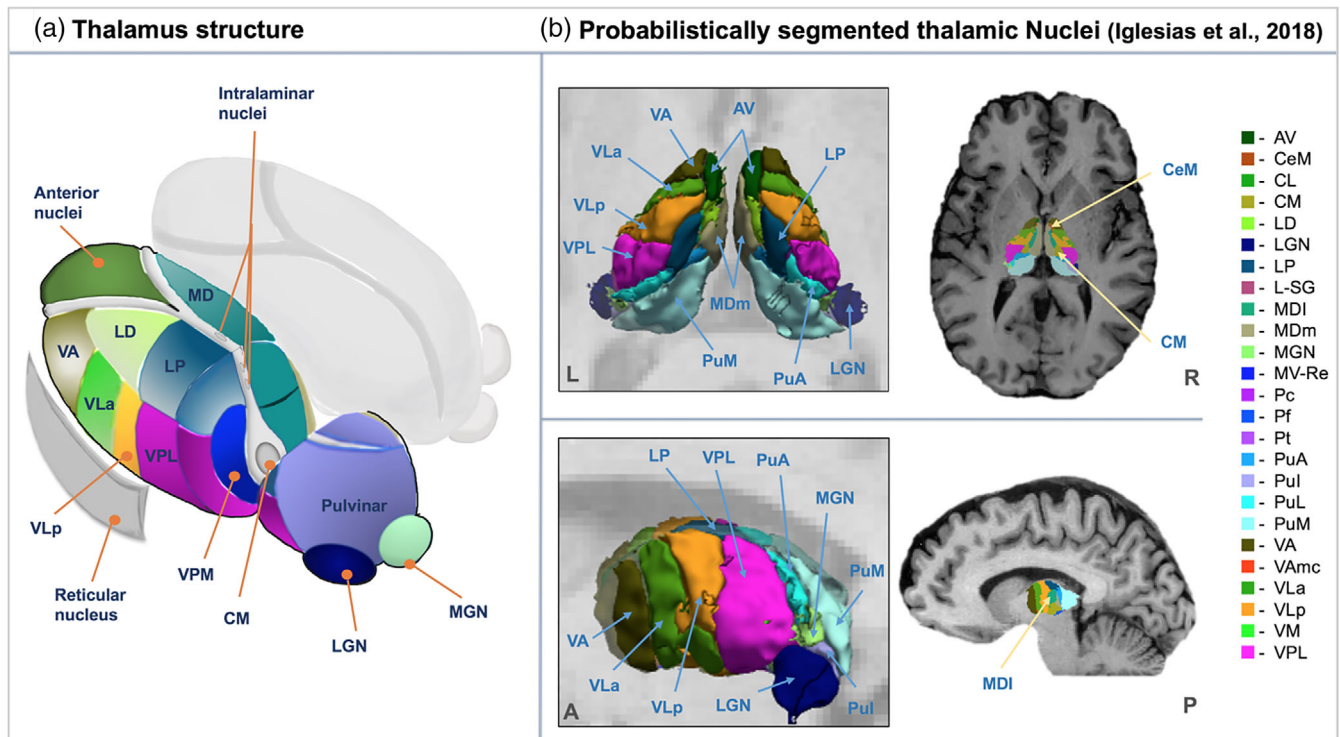 (a) Thalamus structure
(b) Probabilistically segmented thalamic Nuclei (Iglesias et al., 2018)
Intralaminar
nuclei
Anterior
nuclei
MD
LD
VA
LP
VLa
VPL
Pulvinar
VLp
VPM
Reticular
nucleus
CM
MGN
LGN
VA
AV
VLa
LP
VLp
VPL
MDm
PuM
PuA
LGN
L
CeM
CM
R
LP
VPL
PuA
MGN
PuM
VA
VLa
VLp
LGN
PuI
A
MDI
P
- AV
- CeM
- CL
- CM
- LD
- LGN
- LP
- L-SG
- MDI
- MDm
- MGN
- MV-Re
- Pc
- Pf
- Pt
- PuA
- PuI
- PuL
- PuM
- VA
- VAmc
- VLa
- VLp
- VM
- VPL